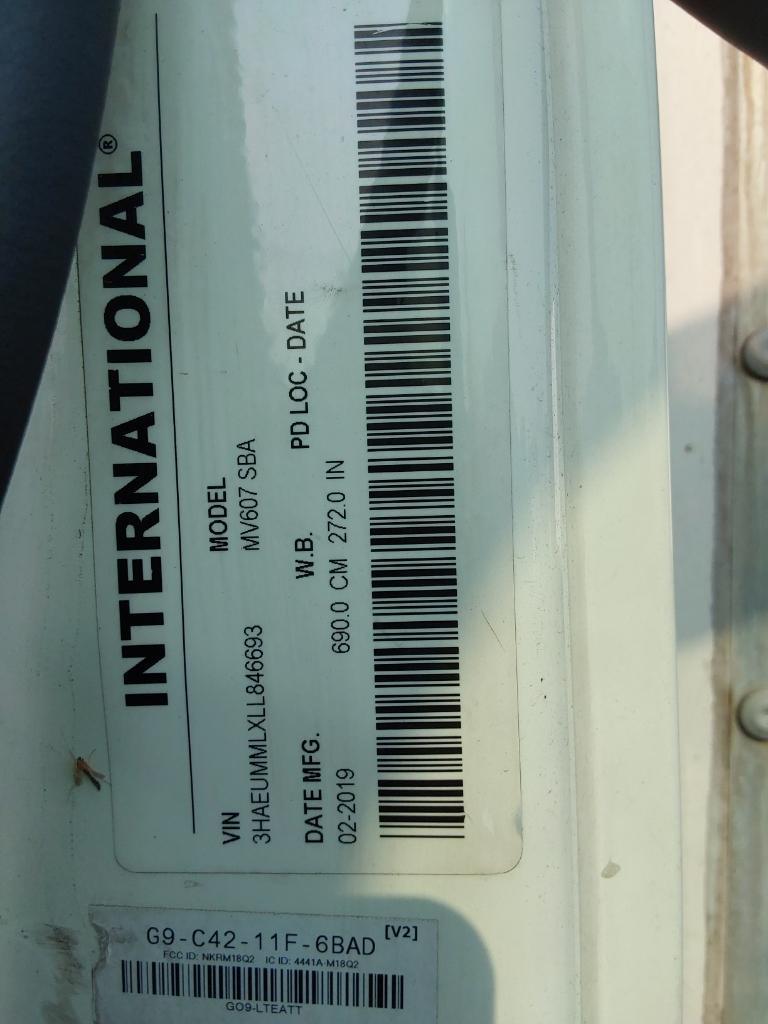 INTERNATIONAL®
VIN MODEL
3HAEUMMLXLL846693 MV607 SBA
DATE MFG. W.B. PD LOC - DATE
02-2019 690.0 CM 272.0 IN
G9-C42-11F-6BAD [V2]
FCC ID: NKRM18Q2 IC ID: 4441A-M18Q2
GO9-LTEATT